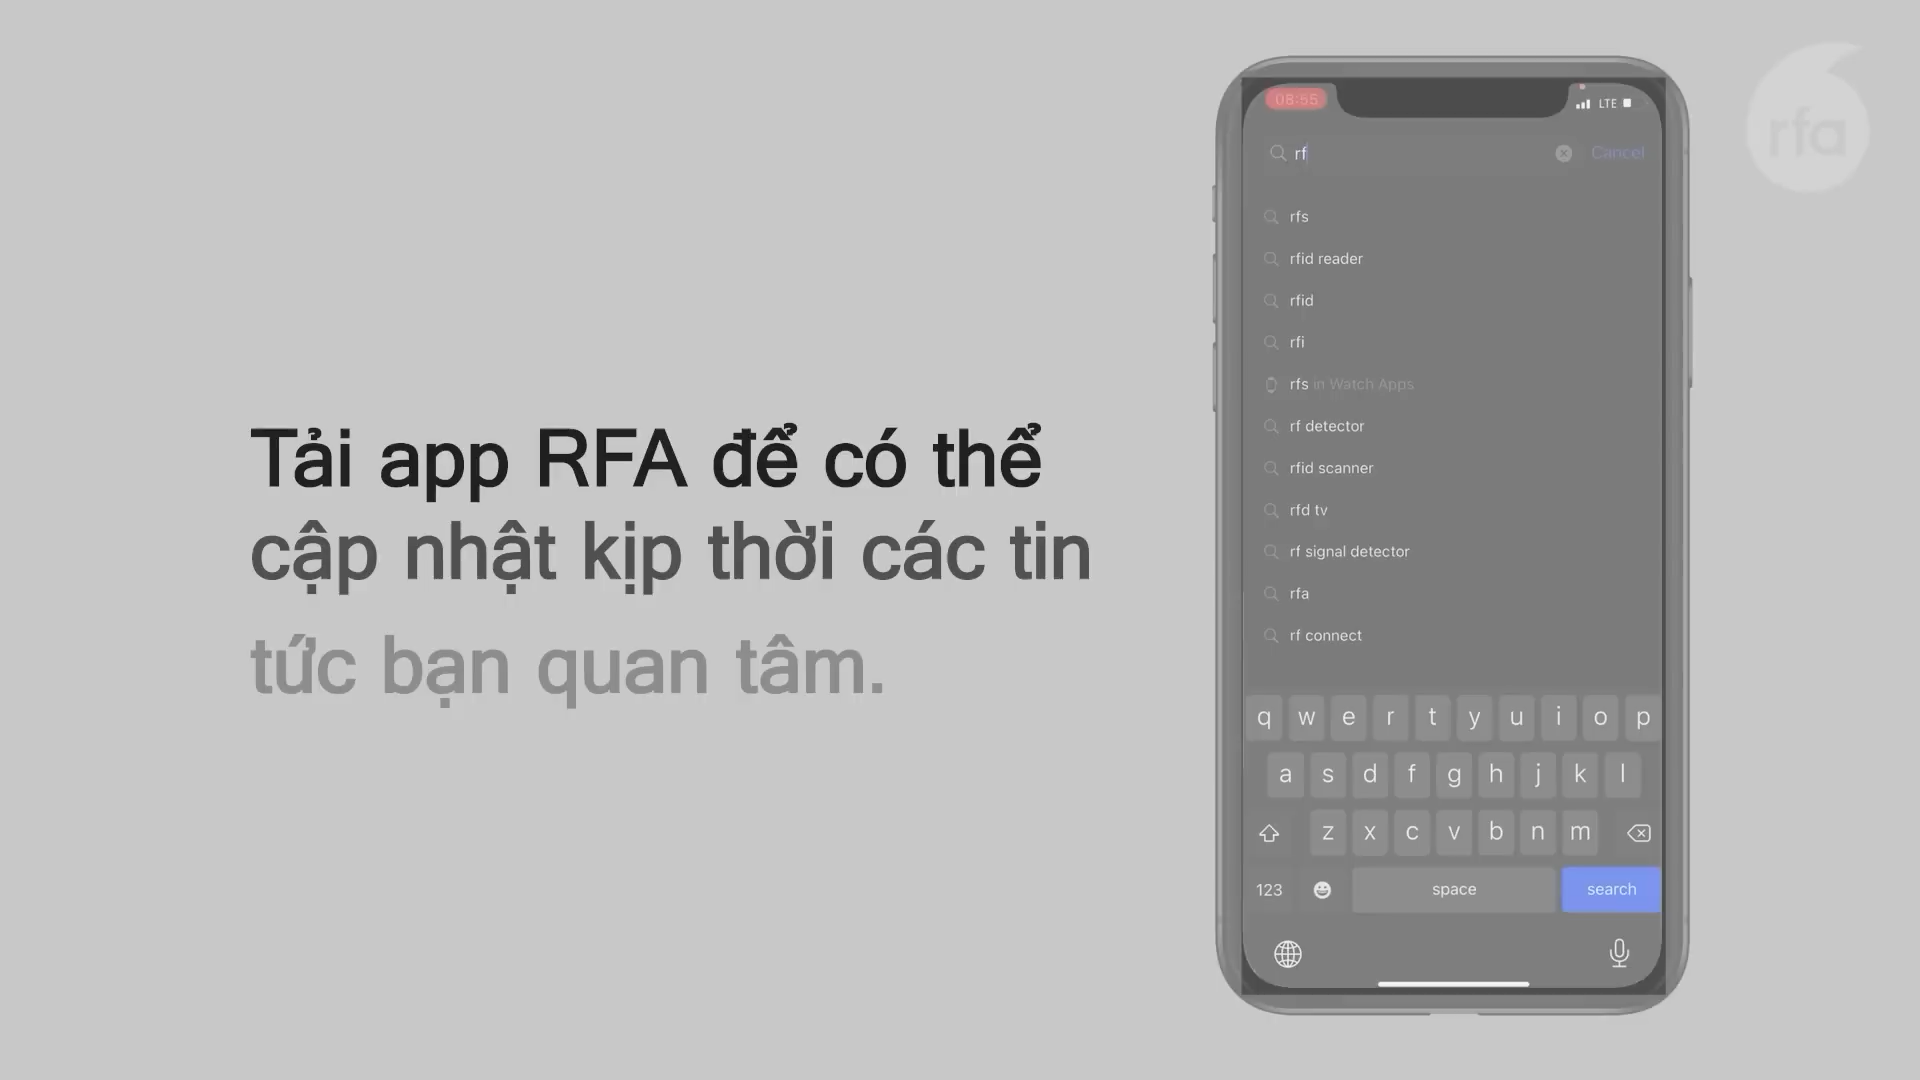 Tải app RFA để có thể
cập nhật kịp thời các tin
tức bạn quan tâm.
rfa
08:55
LTE
rf
Cancel
rfs
rfid reader
rfid
rfi
rfs in Watch Apps
rf detector
rfid scanner
rfd tv
rf signal detector
rfa
rf connect
q w e r t y u i o p
a s d f g h j k l
z x c v b n m
123 space search